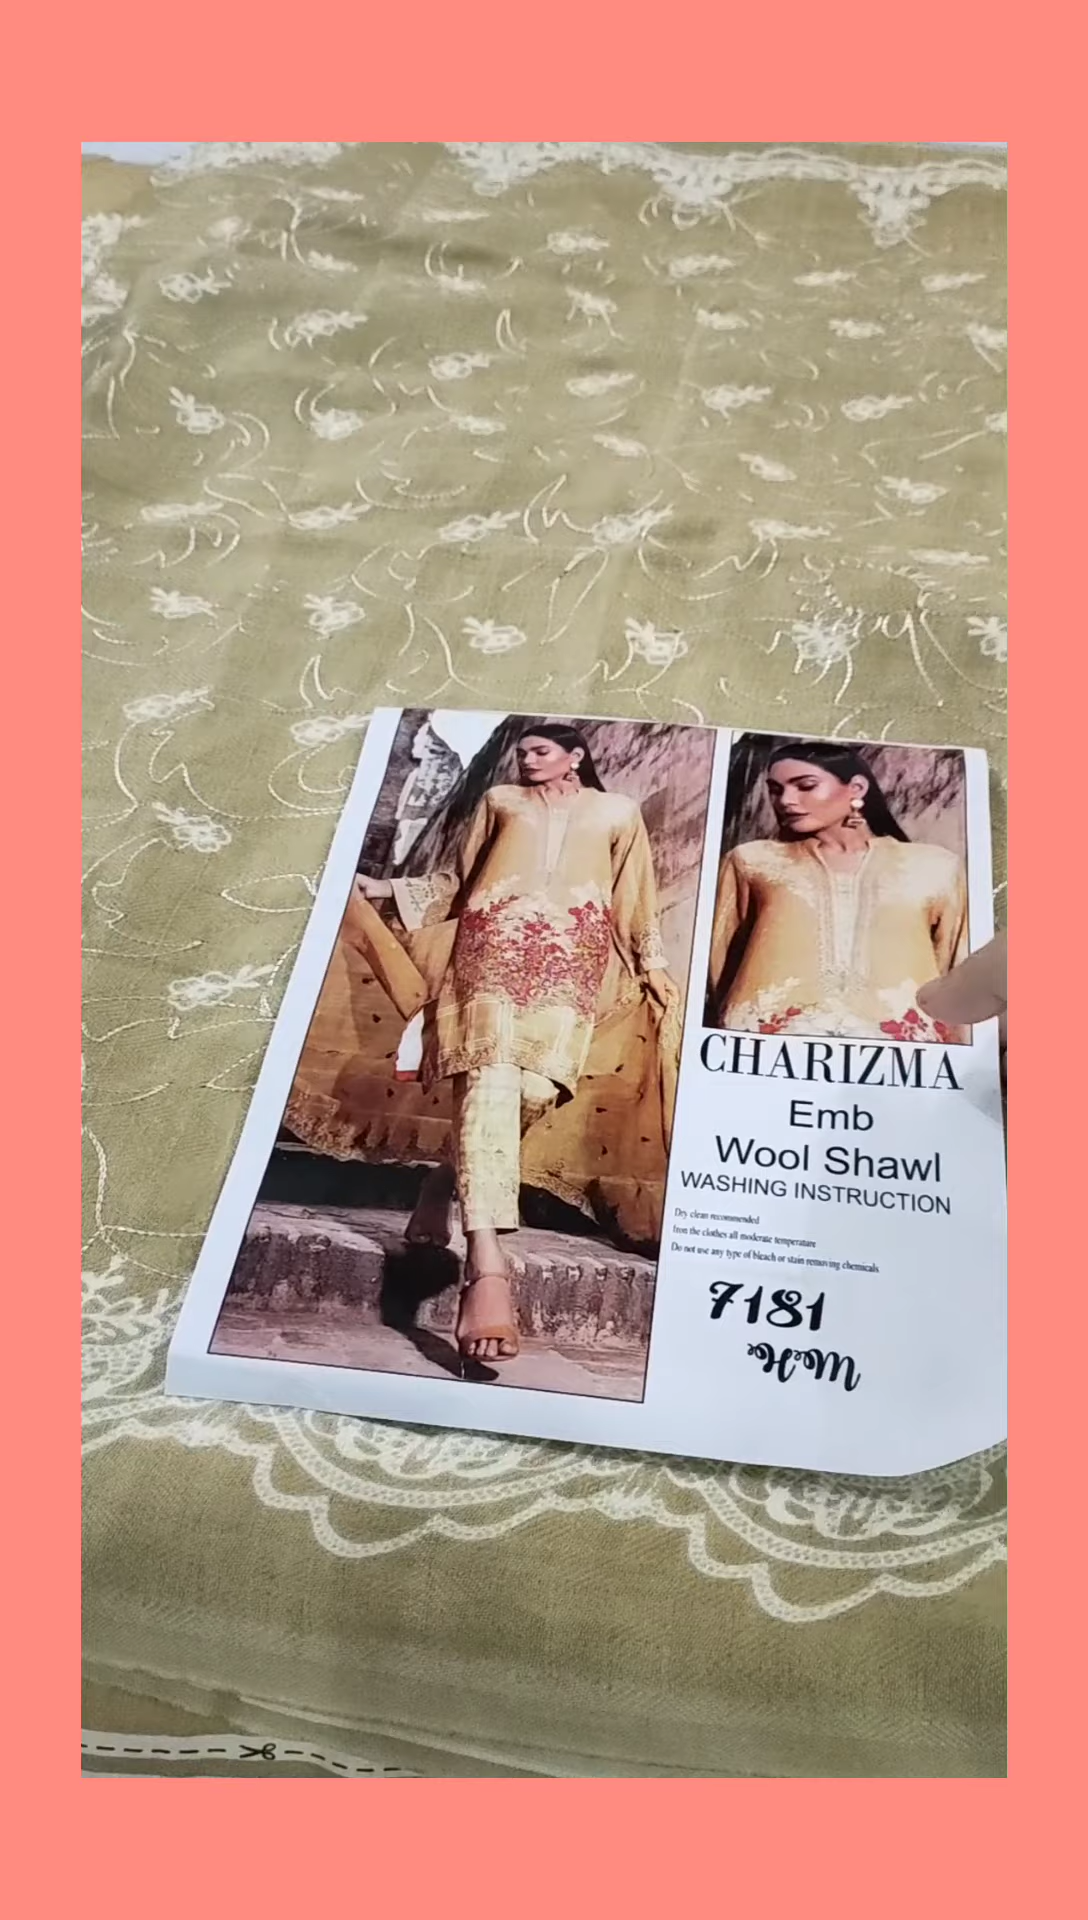 CHARIZMA
Emb
Wool Shawl
WASHING INSTRUCTION
Dry clean recommended
Iron the clothes all moderate temperature
Do not use any type of bleach or stain removing chemicals
7181